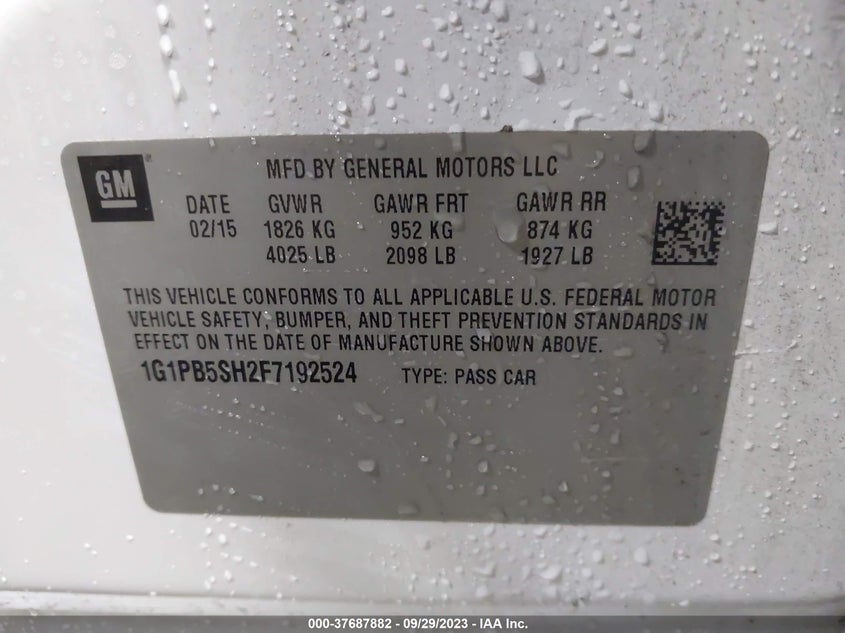 GM
MFD BY GENERAL MOTORS LLC
DATE GVWR GAWR FRT GAWR RR
02/15 1826 KG 952 KG 874 KG
4025 LB 2098 LB 1927 LB
THIS VEHICLE CONFORMS TO ALL APPLICABLE U.S. FEDERAL MOTOR
VEHICLE SAFETY, BUMPER, AND THEFT PREVENTION STANDARDS IN
EFFECT ON THE DATE OF MANUFACTURE SHOWN ABOVE.
1G1PB5SH2F7192524 TYPE: PASS CAR
000-37687882 - 09/29/2023 - IAA Inc.